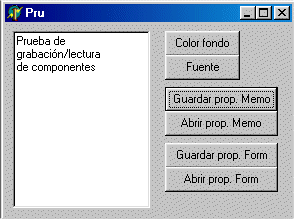 Pru
Prueba de
grabación/lectura
de componentes
Color fondo
Fuente
Guardar prop. Memo
Abrir prop. Memo
Guardar prop. Form
Abrir prop. Form